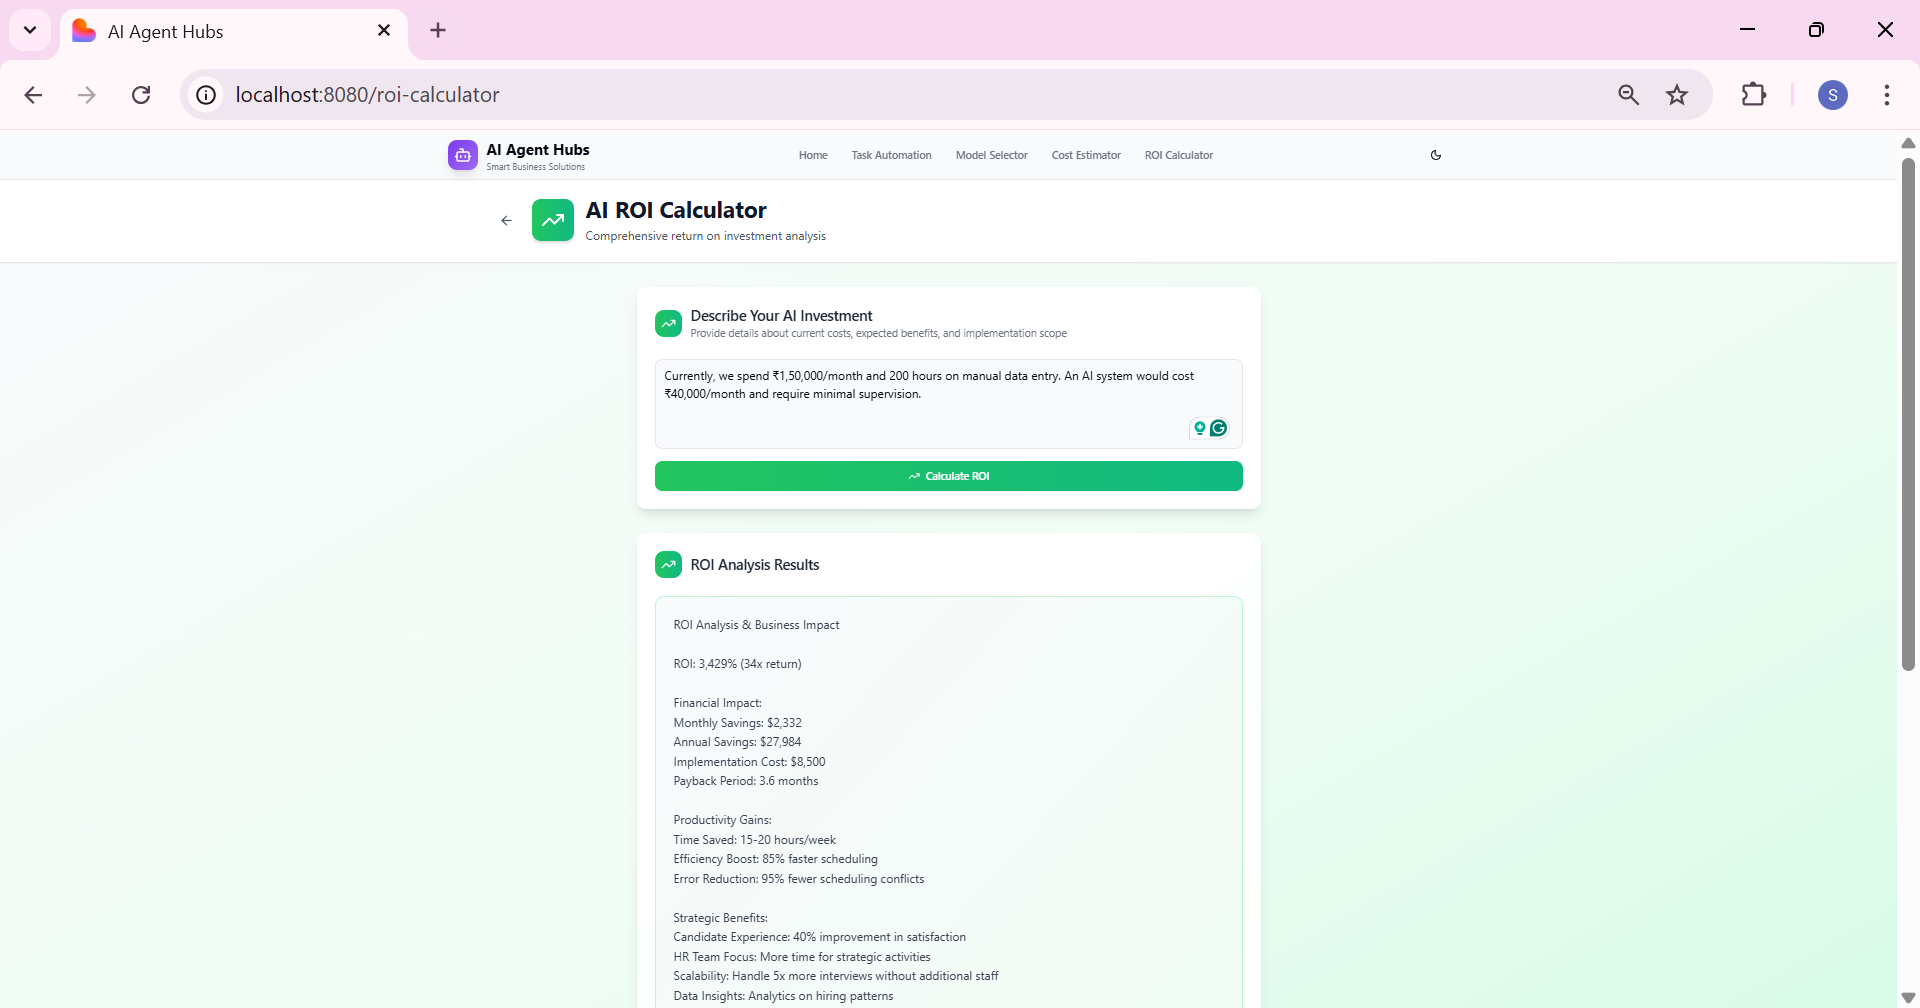 AI Agent Hubs
localhost:8080/roi-calculator
S
AI Agent Hubs
Smart Business Solutions
Home Task Automation Model Selector Cost Estimator ROI Calculator
AI ROI Calculator
Comprehensive return on investment analysis
Describe Your AI Investment
Provide details about current costs, expected benefits, and implementation scope
Currently, we spend ₹1,50,000/month and 200 hours on manual data entry. An AI system would cost
₹40,000/month and require minimal supervision.
Calculate ROI
ROI Analysis Results
ROI Analysis & Business Impact
ROI: 3,429% (34x return)
Financial Impact:
Monthly Savings: $2,332
Annual Savings: $27,984
Implementation Cost: $8,500
Payback Period: 3.6 months
Productivity Gains:
Time Saved: 15-20 hours/week
Efficiency Boost: 85% faster scheduling
Error Reduction: 95% fewer scheduling conflicts
Strategic Benefits:
Candidate Experience: 40% improvement in satisfaction
HR Team Focus: More time for strategic activities
Scalability: Handle 5x more interviews without additional staff
Data Insights: Analytics on hiring patterns